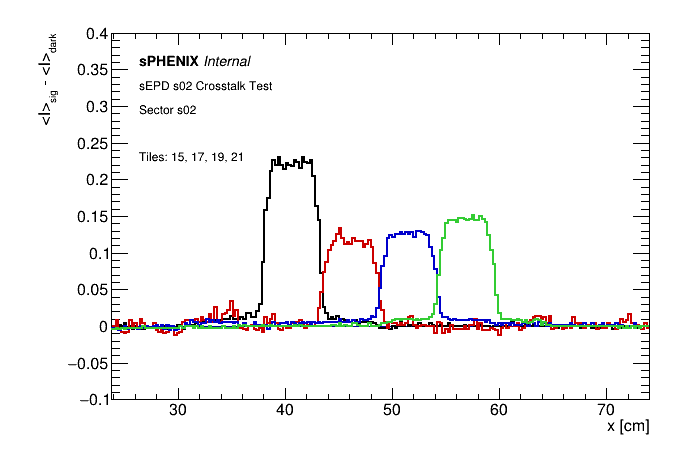 sPHENIX Internal
sEPD s02 Crosstalk Test
Sector s02
Tiles: 15, 17, 19, 21
<I>sig - <I>dark
0.4
0.35
0.3
0.25
0.2
0.15
0.1
0.05
0
−0.05
−0.1
30 40 50 60 70
x [cm]